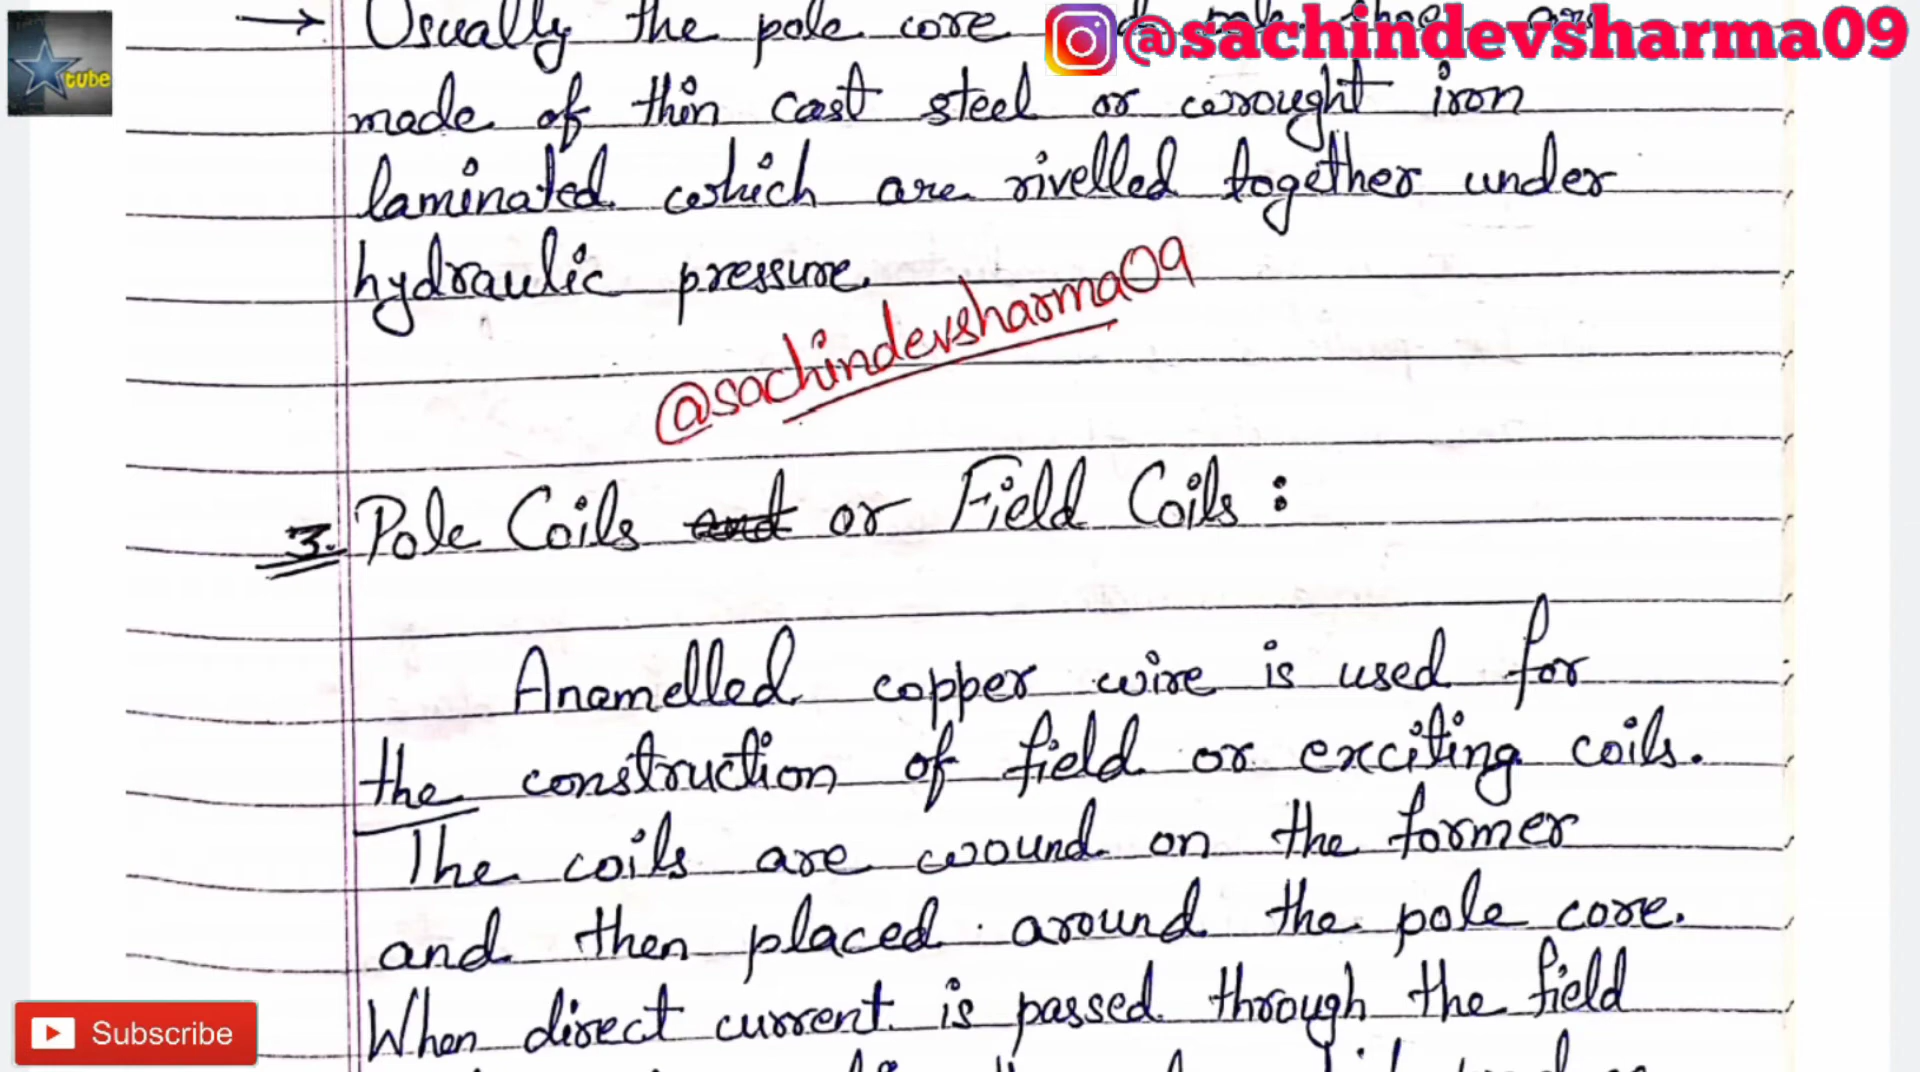 → Usually the pole core
@sachindevsharma09
tube
made of thin cast steel or wrought iron
laminated which are rivelled together under
hydraulic pressure.
@sachindevsharma09
3. Pole Coils and or Field Coils :
Anamelled copper wire is used for
the construction of field or exciting coils.
The coils are wound on the former
and then placed around the pole core.
When direct current is passed through the field
Subscribe